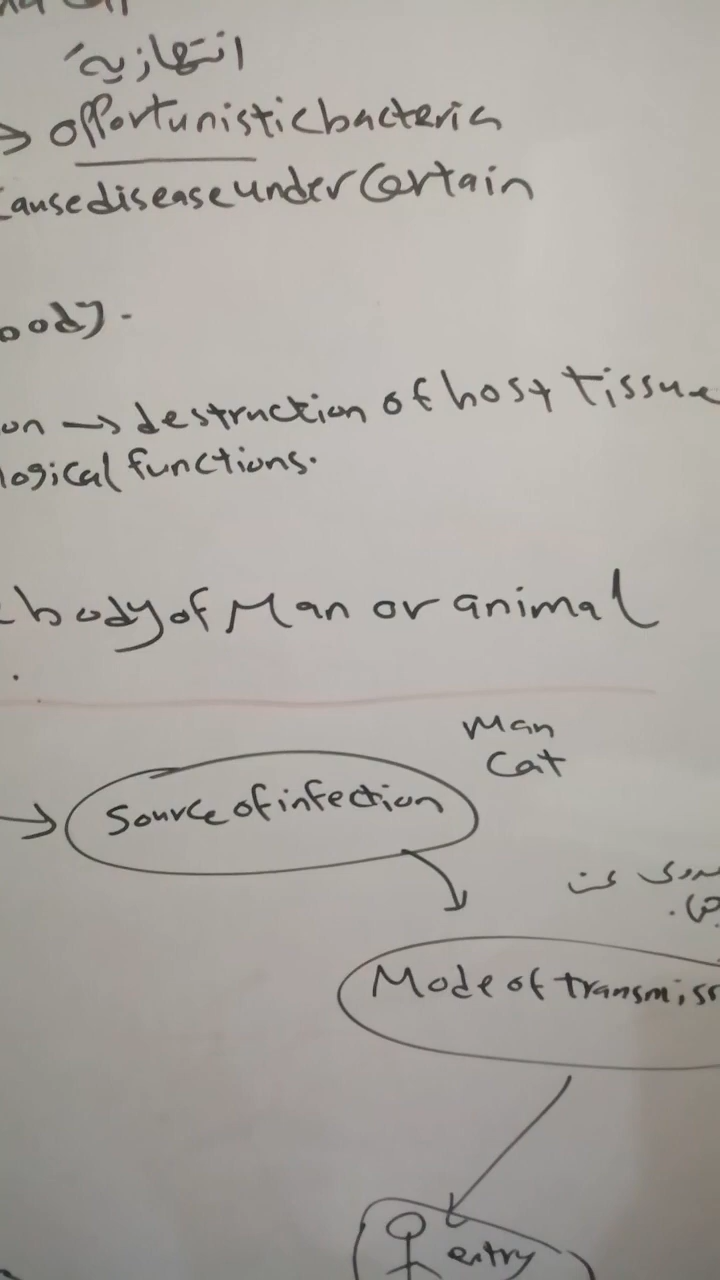 انتهازية
→ opportunistic bacteria
cause disease under certain
body.
on → destruction of host tissue
logical functions.
body of Man or animal
Man
Cat
→ Source of infection
Mode of transmiss
entry